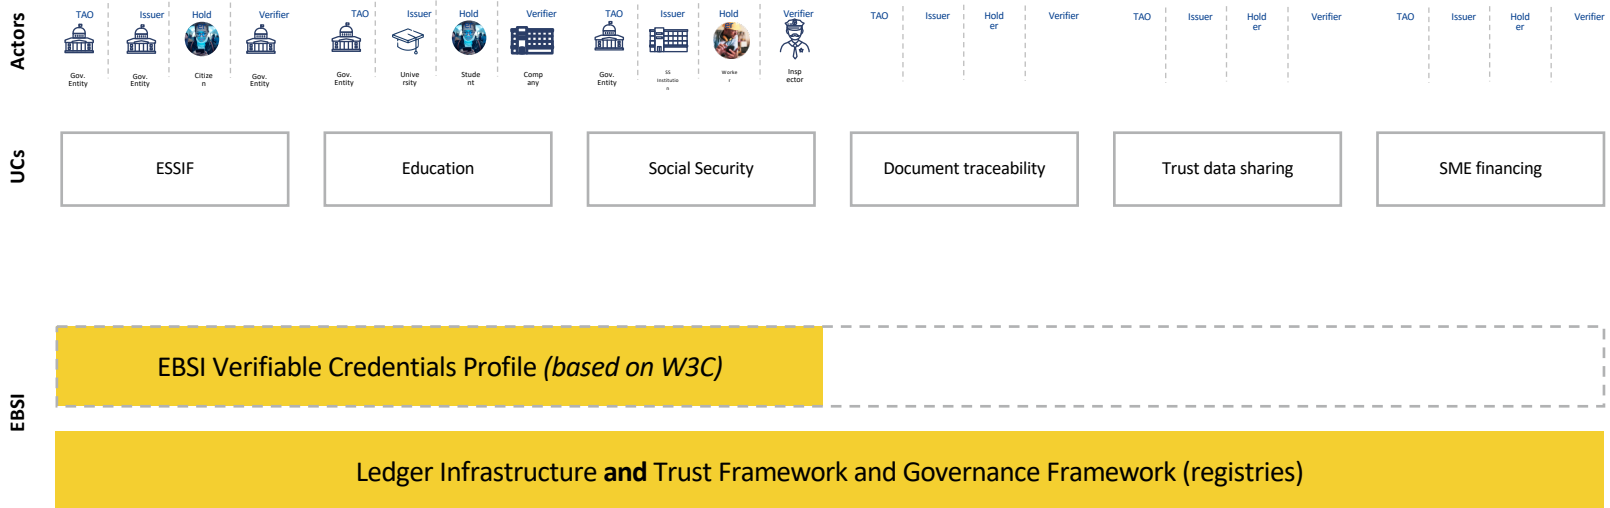 Actors
TAO
Issuer
Hold
Verifier
Gov.
Entity
Gov.
Entity
Citize
n
Gov.
Entity
TAO
Issuer
Hold
Verifier
Gov.
Entity
Unive
rsity
Stude
nt
Comp
any
TAO
Issuer
Hold
Verifier
Gov.
Entity
SS
Institutio
n
Worke
r
Insp
ector
TAO
Issuer
Hold
er
Verifier
TAO
Issuer
Hold
er
Verifier
TAO
Issuer
Hold
er
Verifier
UCs
ESSIF
Education
Social Security
Document traceability
Trust data sharing
SME financing
EBSI
EBSI Verifiable Credentials Profile (based on W3C)
Ledger Infrastructure and Trust Framework and Governance Framework (registries)